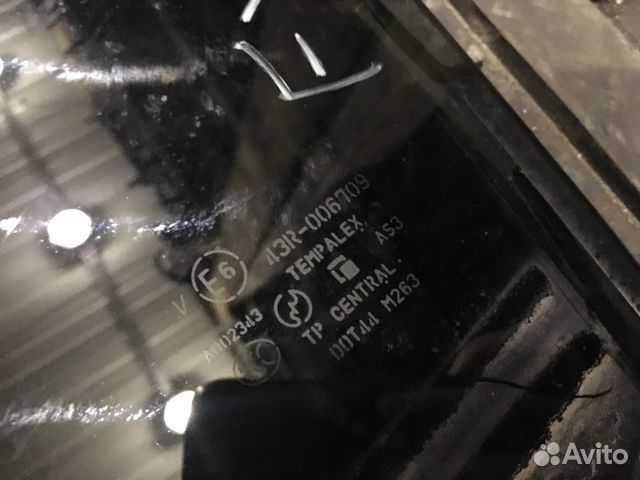 43R-006709
TEMPALEX
E6
V
AS3
TP CENTRAL
DOT44 M263
Avito